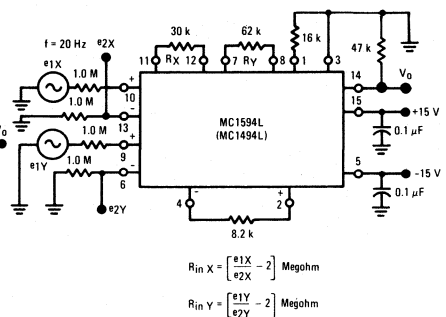 30 k
62 k
16 k
47 k
f = 20 Hz
e2X
11
RX
12
7
RY
8
1
3
e1X
1.0 M
+
10
14
Vo
1.0 M
-
13
15
+15 V
MC1594L
(MC1494L)
0.1 μF
Vo
1.0 M
+
9
e1Y
1.0 M
-
6
5
-15 V
0.1 μF
e2Y
4
-
+
2
8.2 k
Rin X = [e1X/e2X - 2] Megohm
Rin Y = [e1Y/e2Y - 2] Megohm